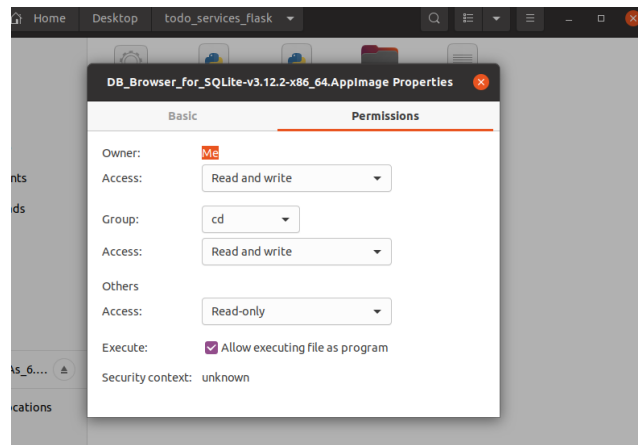 Home Desktop todo_services_flask
DB_Browser_for_SQLite-v3.12.2-x86_64.AppImage Properties
Basic Permissions
Owner: Me
Access: Read and write
Group: cd
Access: Read and write
Others
Access: Read-only
Execute: Allow executing file as program
Security context: unknown
nts
ds
As_6....
ocations